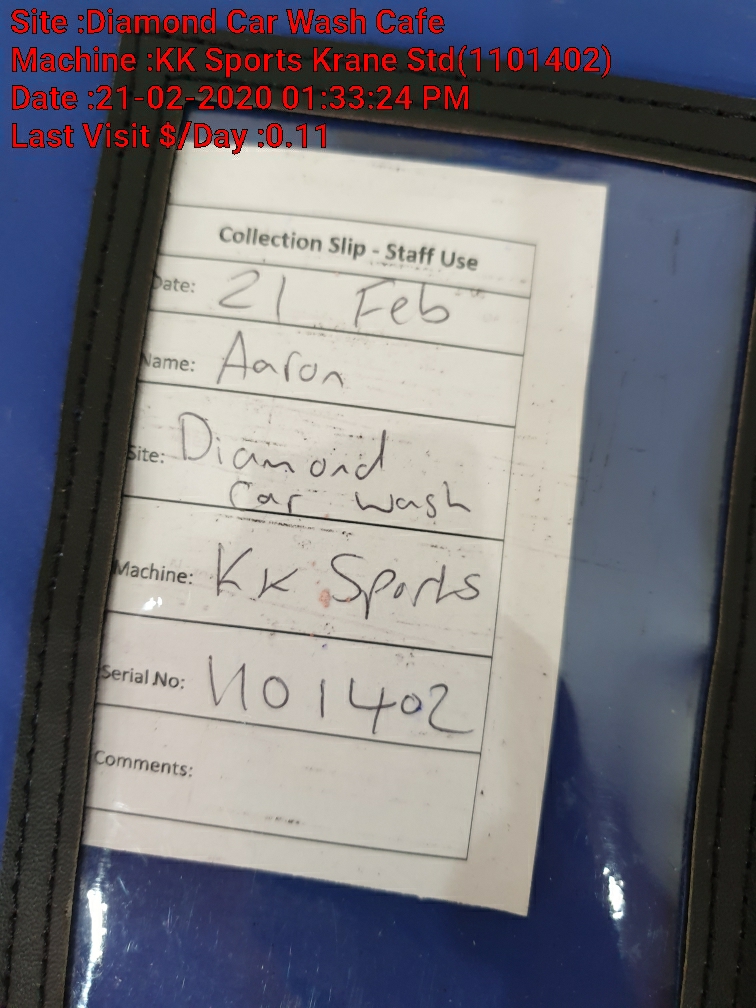 Site :Diamond Car Wash Cafe
Machine :KK Sports Krane Std(1101402)
Date :21-02-2020 01:33:24 PM
Last Visit $/Day :0.11
Collection Slip - Staff Use
Date: 21 Feb
Name: Aaron
Site: Diamond
Car wash
Machine: KK Sports
Serial No: 1101402
Comments: